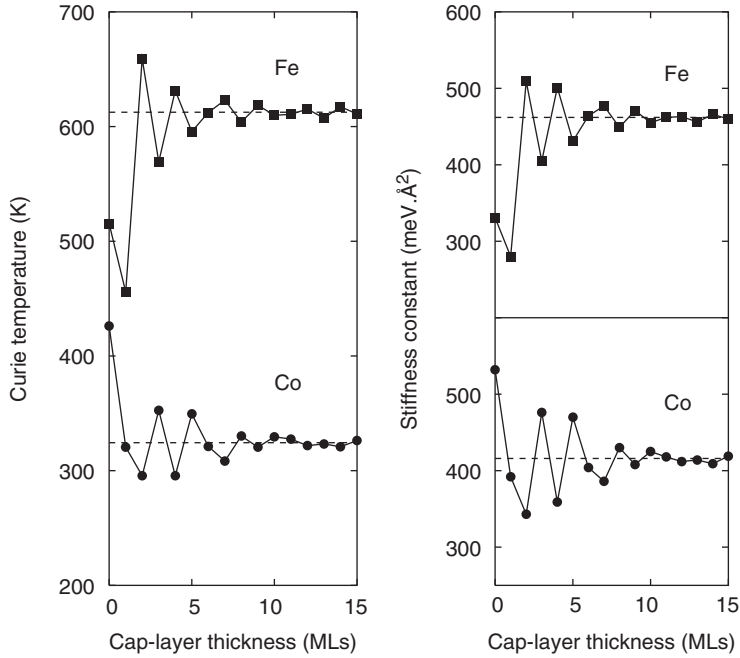 700
600
500
400
300
200
Curie temperature (K)
Fe
Co
0 5 10 15
Cap-layer thickness (MLs)
600
500
400
300
500
400
300
Stiffness constant (meV.Å²)
Fe
Co
0 5 10 15
Cap-layer thickness (MLs)